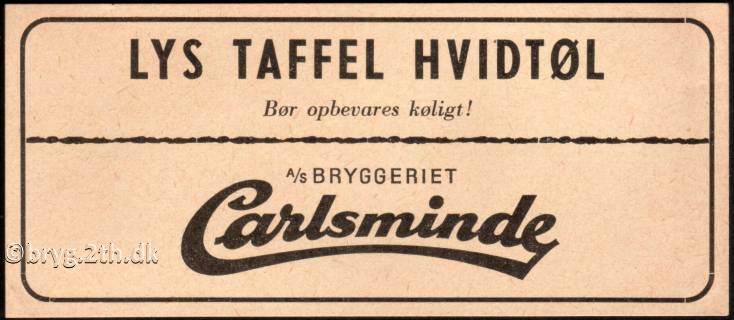 LYS TAFFEL HVIDTØL
Bør opbevares køligt!
A/S BRYGGERIET
Carlsminde
©bryg.2th.dk